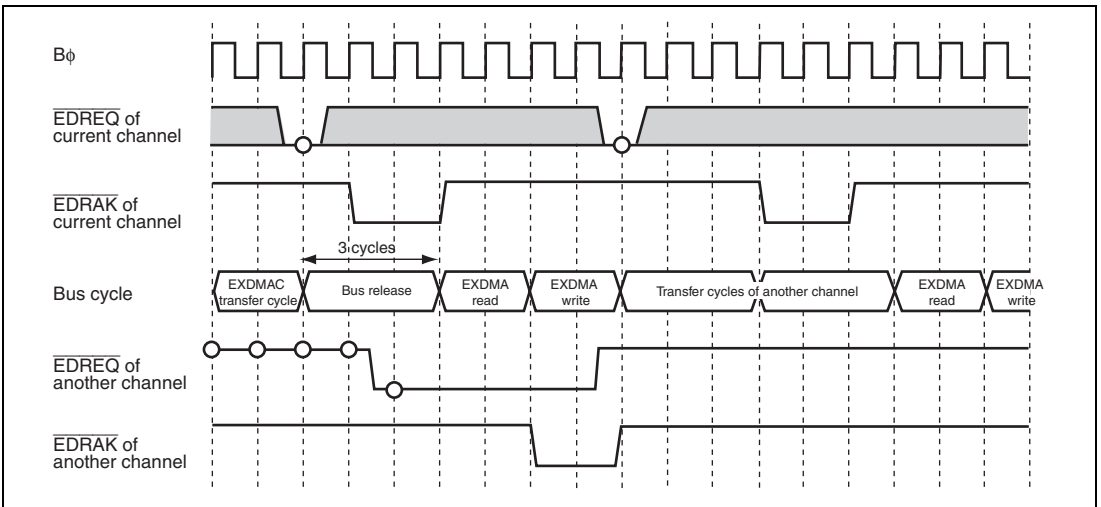 Bϕ
EDREQ of
current channel
EDRAK of
current channel
3 cycles
Bus cycle
EXDMAC
transfer cycle
Bus release
EXDMA
read
EXDMA
write
Transfer cycles of another channel
EXDMA
read
EXDMA
write
EDREQ of
another channel
EDRAK of
another channel